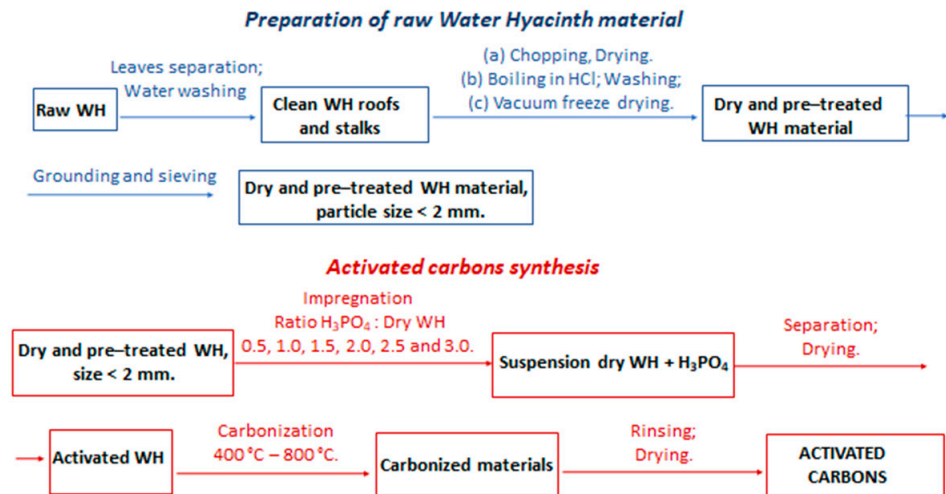 Preparation of raw Water Hyacinth material
Raw WH
Leaves separation;
Water washing
Clean WH roofs
and stalks
(a) Chopping, Drying.
(b) Boiling in HCl; Washing;
(c) Vacuum freeze drying.
Dry and pre–treated
WH material
Grounding and sieving
Dry and pre–treated WH material,
particle size < 2 mm.
Activated carbons synthesis
Dry and pre–treated WH,
size < 2 mm.
Impregnation
Ratio H₃PO₄ : Dry WH
0.5, 1.0, 1.5, 2.0, 2.5 and 3.0.
Suspension dry WH + H₃PO₄
Separation;
Drying.
Activated WH
Carbonization
400 °C – 800 °C.
Carbonized materials
Rinsing;
Drying.
ACTIVATED
CARBONS